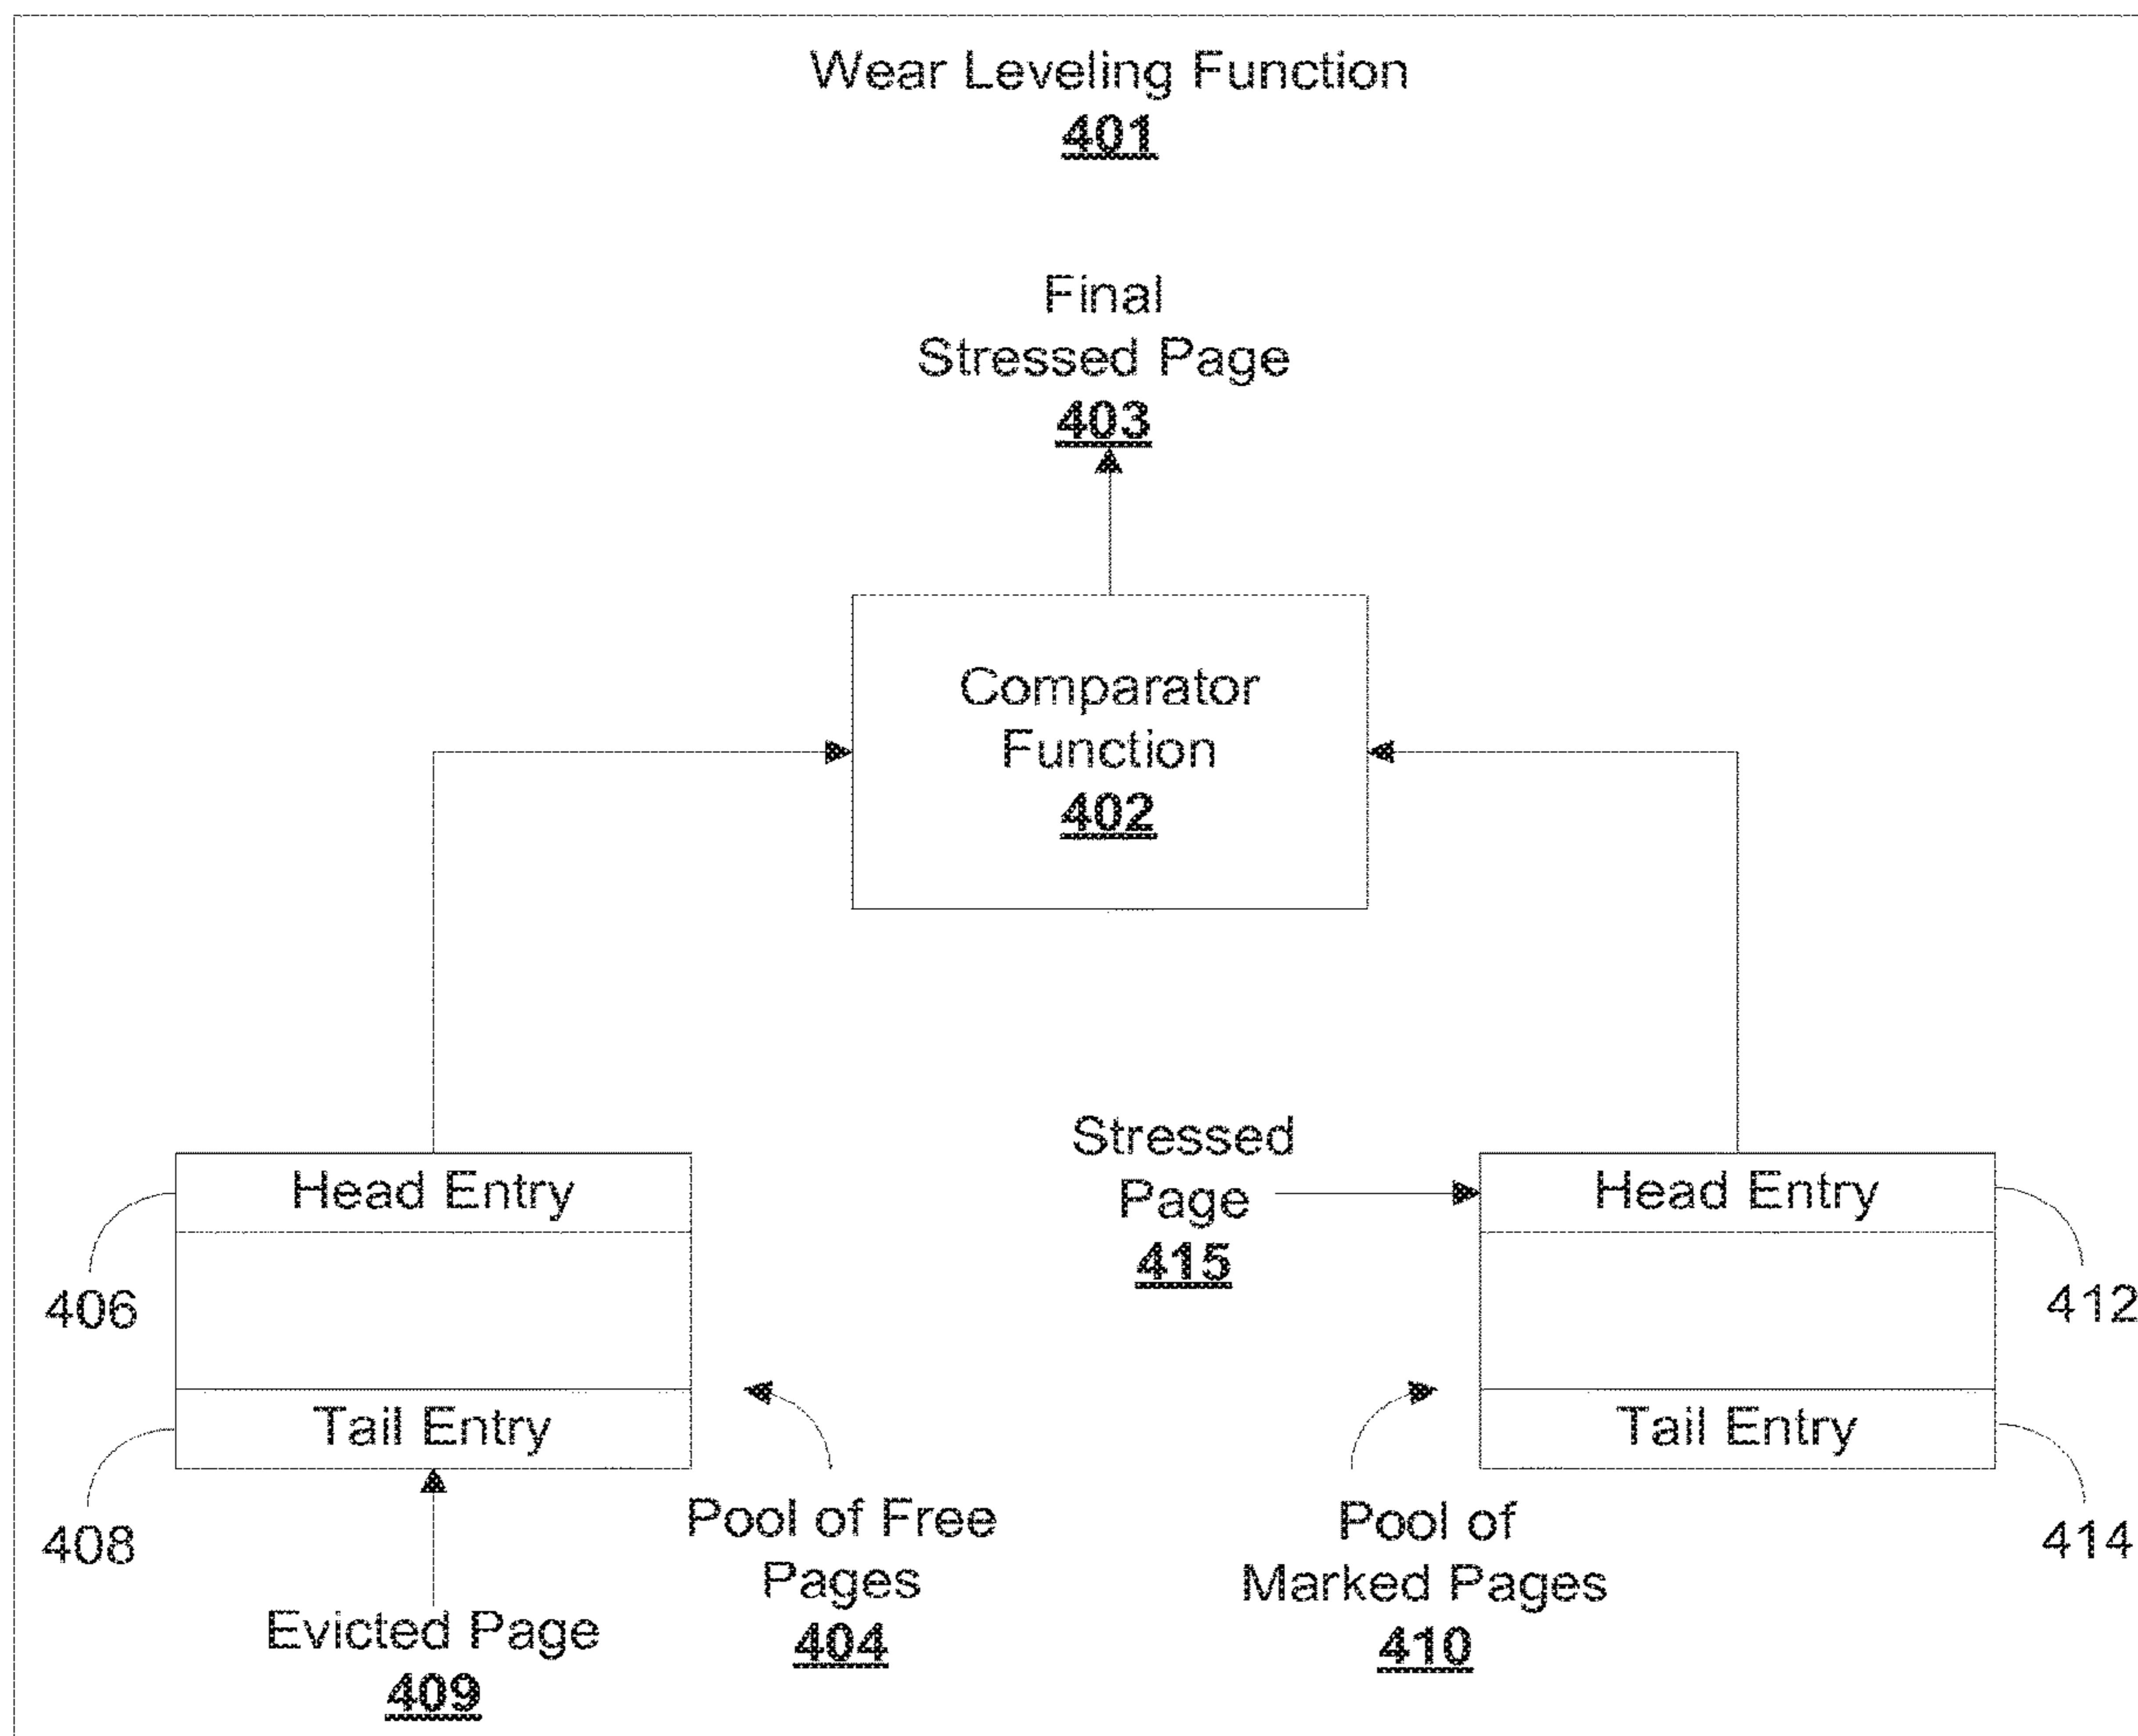 Wear Leveling Function
401
Final
Stressed Page
403
Comparator
Function
402
Head Entry
406
Tail Entry
408
Evicted Page
409
Pool of Free
Pages
404
Stressed
Page
415
Head Entry
412
Tail Entry
414
Pool of
Marked Pages
410